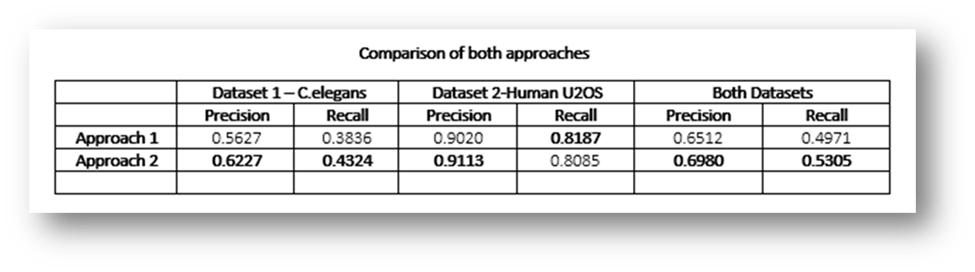 Comparison of both approaches
Dataset 1 – C.elegans Dataset 2-Human U2OS Both Datasets
Precision Recall Precision Recall Precision Recall
Approach 1 0.5627 0.3836 0.9020 0.8187 0.6512 0.4971
Approach 2 0.6227 0.4324 0.9113 0.8085 0.6980 0.5305